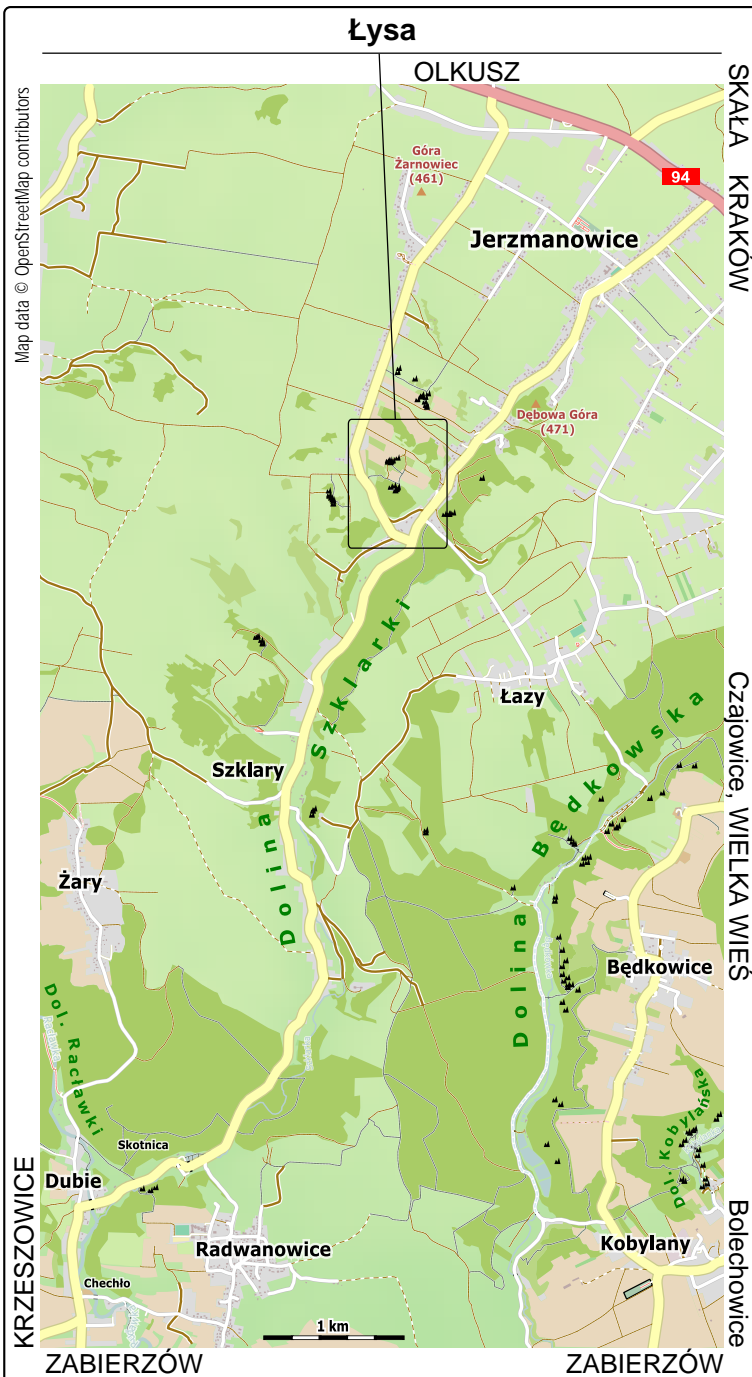 Łysa
OLKUSZ
SKAŁA
KRAKÓW
Map data © OpenStreetMap contributors
Góra
Żarnowiec
(461)
94
Jerzmanowice
Dębowa Góra
(471)
Dolina Szklarki
Łazy
Szklary
Czajowice, WIELKA WIEŚ
Dolina Będkowska
Żary
Będkowice
Dol. Racławki
Racławka
Dol. Kobylańska
Skotnica
Dubie
Radwanowice
Kobylany
Bolechowice
Chechło
KRZESZOWICE
1 km
ZABIERZÓW
ZABIERZÓW